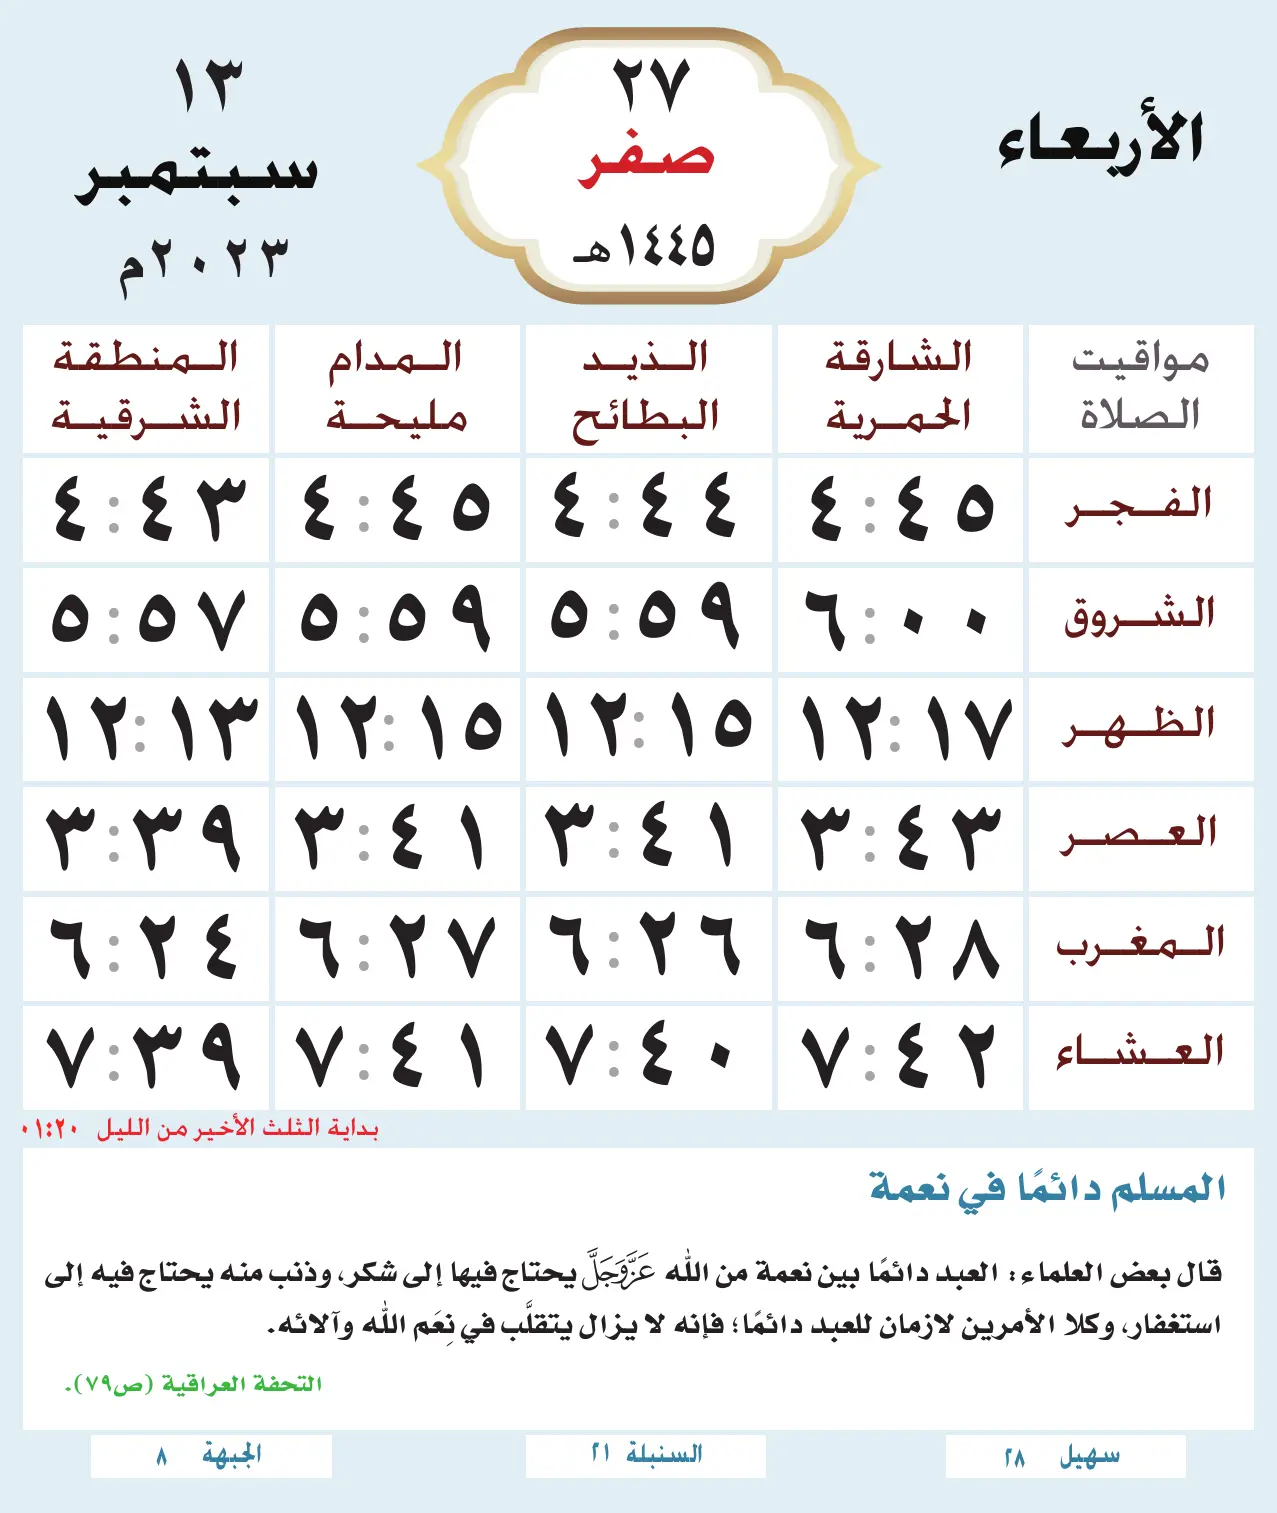 الأربعاء
٢٧
صفر
١٤٤٥هـ
١٣
سبتمبر
٢٠٢٣م
مواقيت الصلاة
الشارقة الحمرية
الذيد البطائح
المدام مليحة
المنطقة الشرقية
الفجر ٤:٤٥ ٤:٤٤ ٤:٤٥ ٤:٤٣
الشروق ٦:٠٠ ٥:٥٩ ٥:٥٩ ٥:٥٧
الظهر ١٢:١٧ ١٢:١٥ ١٢:١٥ ١٢:١٣
العصر ٣:٤٣ ٣:٤١ ٣:٤١ ٣:٣٩
المغرب ٦:٢٨ ٦:٢٦ ٦:٢٧ ٦:٢٤
العشاء ٧:٤٢ ٧:٤٠ ٧:٤١ ٧:٣٩
بداية الثلث الأخير من الليل ٠١:٢٠
المسلم دائمًا في نعمة
قال بعض العلماء: العبد دائمًا بين نعمة من الله عَزَّوَجَلَّ يحتاج فيها إلى شكر، وذنب منه يحتاج فيه إلى
استغفار، وكلا الأمرين لازمان للعبد دائمًا؛ فإنه لا يزال يتقلَّب في نِعَم الله وآلائه.
التحفة العراقية (ص٧٩).
سهيل ٢٨
السنبلة ٢١
الجبهة ٨